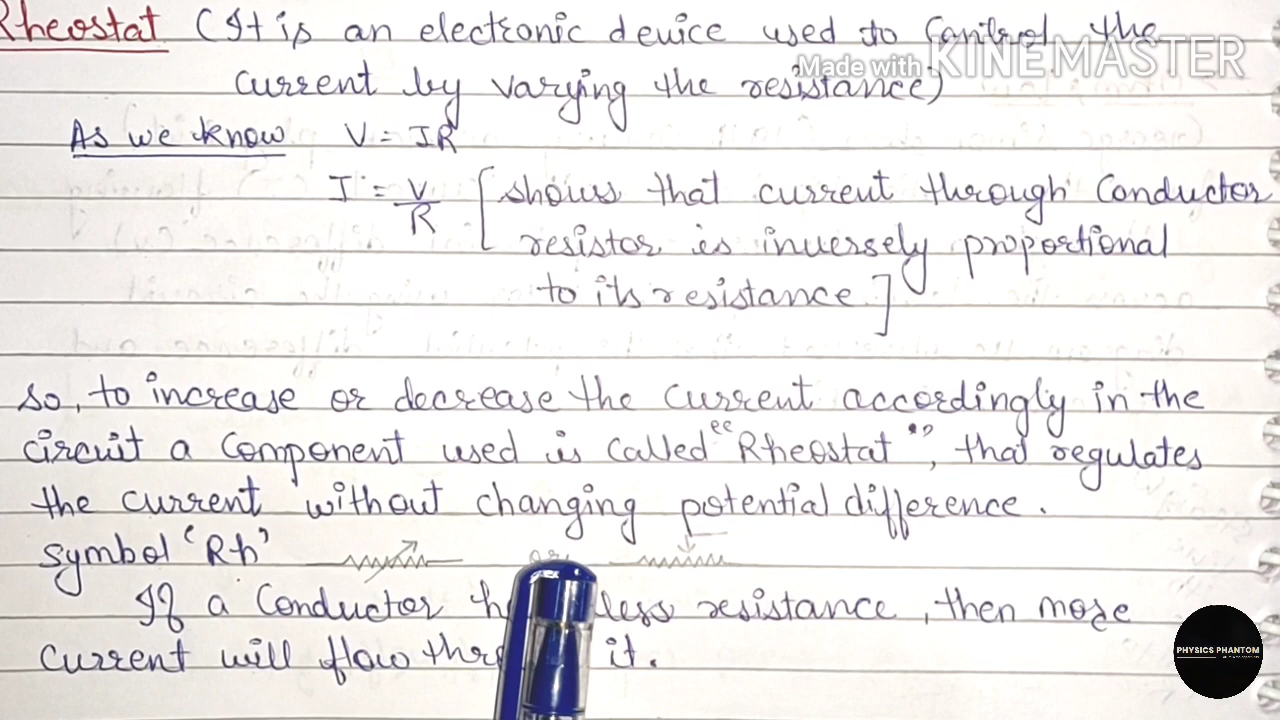 Rheostat (It is an electronic device used to Control the
Made with KINEMASTER
current by varying the resistance)
As we know V = IR
I = V/R [shows that current through Conductor
resistor is inversely proportional
to its resistance]
so, to increase or decrease the current accordingly in the
circuit a Component used is Called "Rheostat", that regulates
the current without changing potential difference.
symbol 'Rh' or
If a Conductor less resistance, then more
current will flow it.
PHYSICS PHANTOM